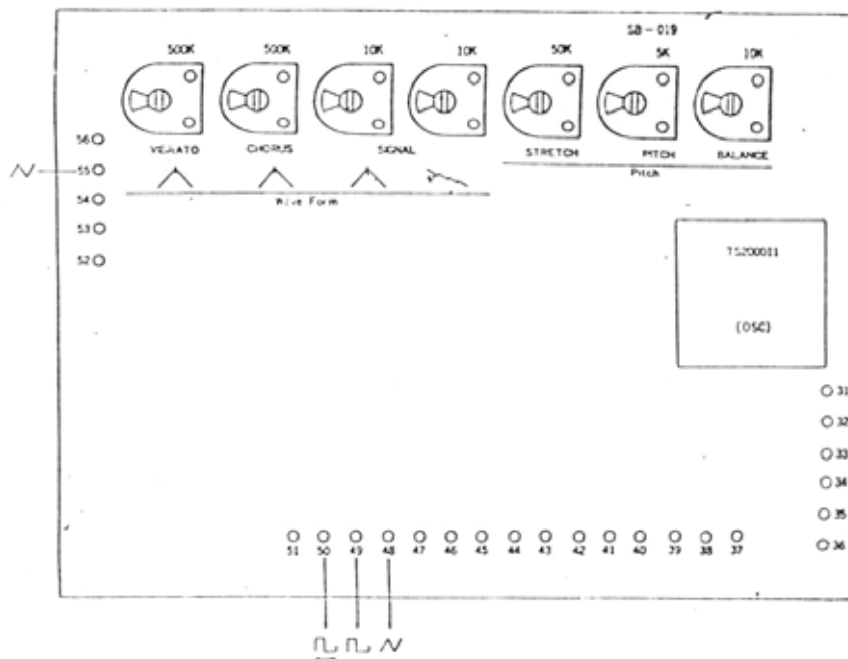 SB-019
500K 500K 10K 10K 50K 5K 10K
VIBRATO CHORUS SIGNAL STRETCH PITCH BALANCE
Pitch
Wave Form
56
55
54
53
52
TS200011
(OSC)
31
32
33
34
35
36
51 50 49 48 47 46 45 44 43 42 41 40 39 38 37